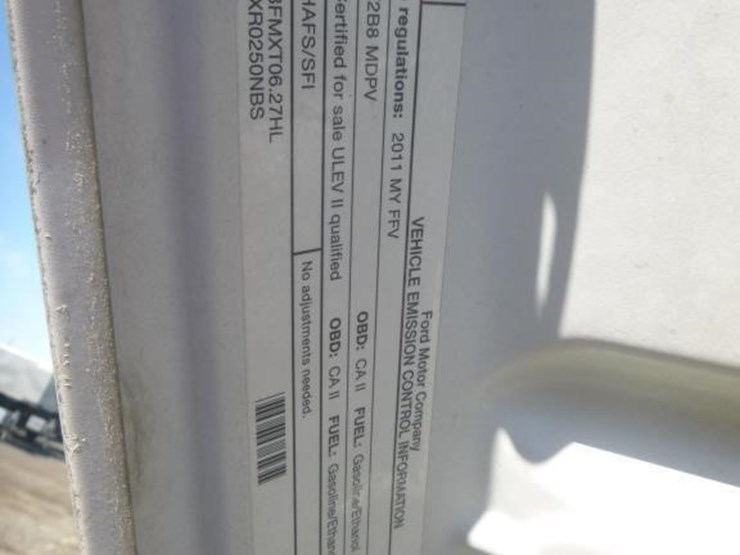 Ford Motor Company
VEHICLE EMISSION CONTROL INFORMATION
regulations: 2011 MY FFV
2B8 MDPV OBD: CA II FUEL: Gasoline/Ethanol
ertified for sale ULEV II qualified OBD: CA II FUEL: Gasoline/Ethano
HAFS/SFI No adjustments needed.
BFMXT06.27HL
XR0250NBS